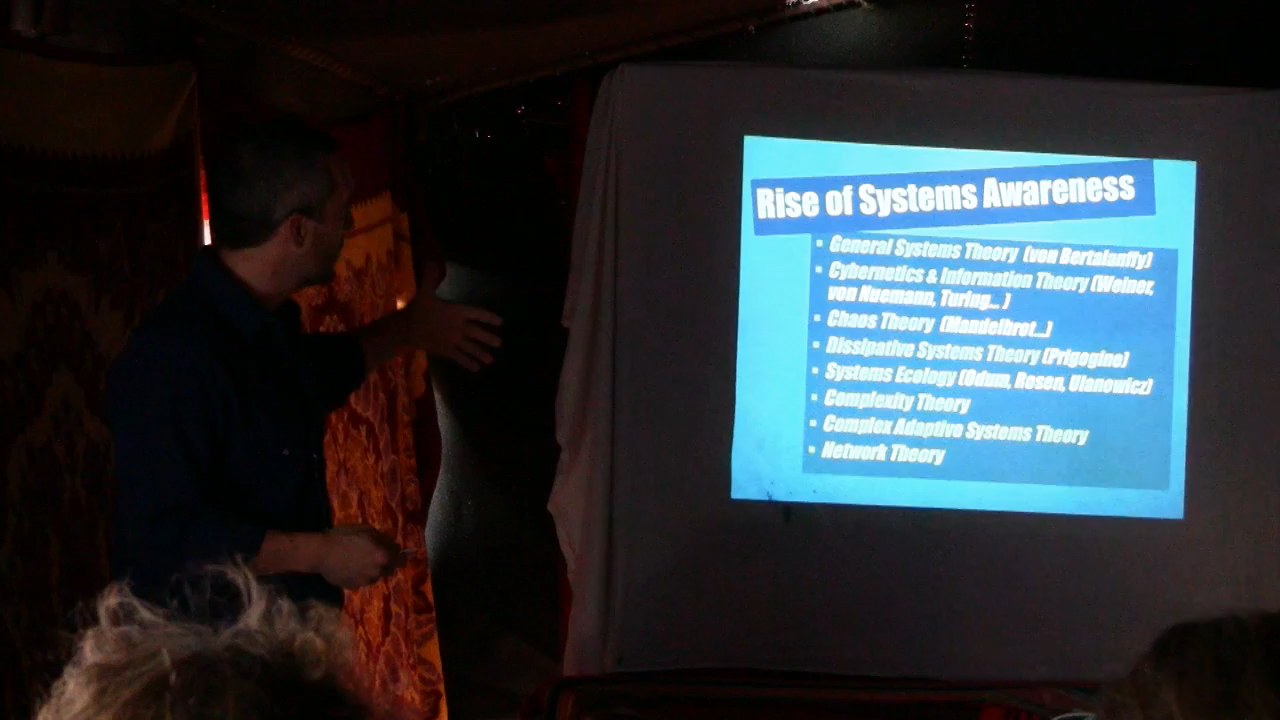 Rise of Systems Awareness
▪ General Systems Theory (von Bertalanffy)
▪ Cybernetics & Information Theory (Weiner,
von Nuemann, Turing... )
▪ Chaos Theory (Mandelbrot...)
▪ Dissipative Systems Theory (Prigogine)
▪ Systems Ecology (Odum, Rosen, Ulanowicz)
▪ Complexity Theory
▪ Complex Adaptive Systems Theory
▪ Network Theory